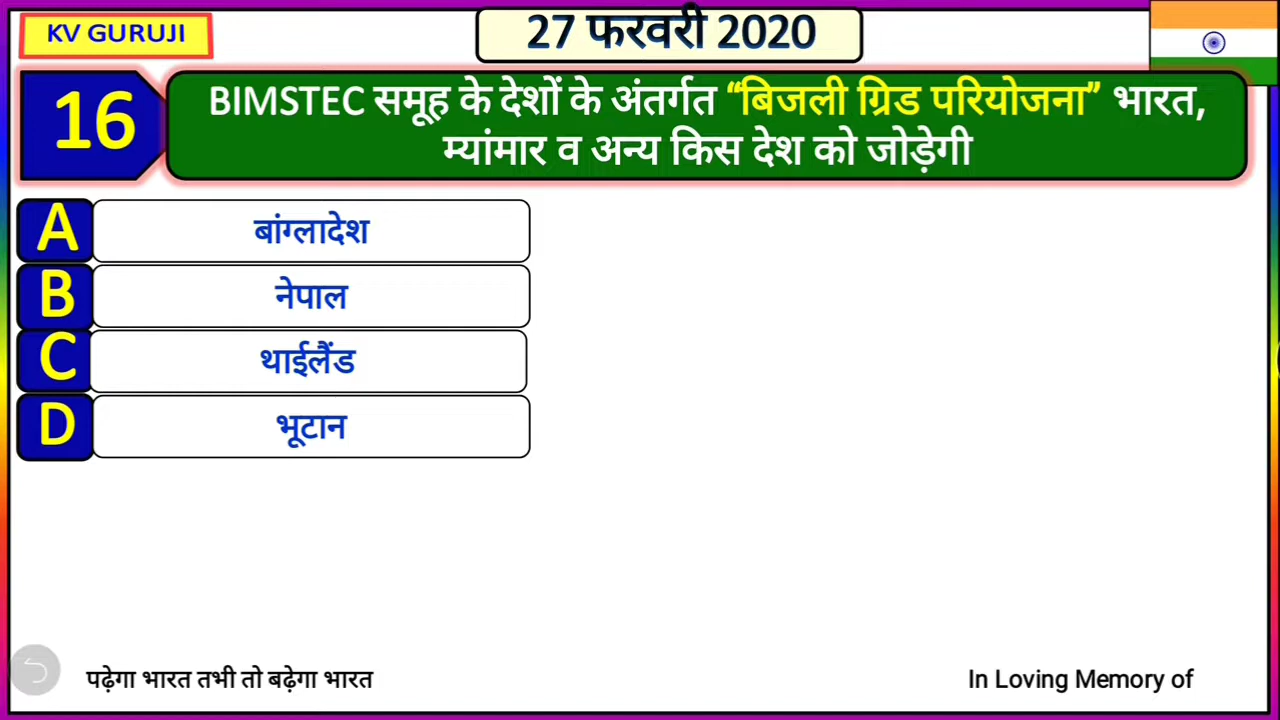 KV GURUJI
27 फरवरी 2020
16
BIMSTEC समूह के देशों के अंतर्गत “बिजली ग्रिड परियोजना” भारत,
म्यांमार व अन्य किस देश को जोड़ेगी
A बांग्लादेश
B नेपाल
C थाईलैंड
D भूटान
पढ़ेगा भारत तभी तो बढ़ेगा भारत
In Loving Memory of